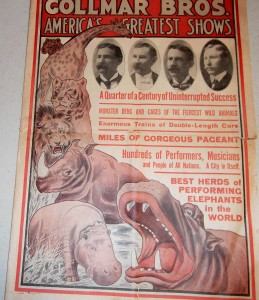 GOLLMAR BROS.
AMERICA'S GREATEST SHOWS
A Quarter of a Century of Uninterrupted Success
MONSTER DENS AND CAGES OF THE FIERCEST WILD ANIMALS
Enormous Trains of Double-Length Cars
MILES OF GORGEOUS PAGEANT
Hundreds of Performers, Musicians
and People of All Nations. A City in Itself
BEST HERDS OF
PERFORMING
ELEPHANTS
IN THE
WORLD